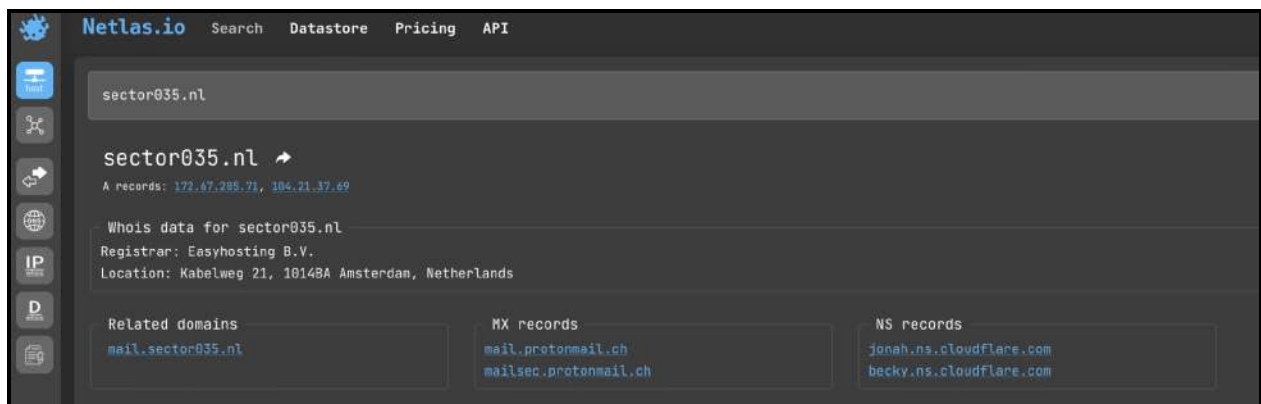 Netlas.io Search Datastore Pricing API
host
sector035.nl
sector035.nl
A records: 172.67.205.71, 104.21.37.69
Whois data for sector035.nl
Registrar: Easyhosting B.V.
Location: Kabelweg 21, 1014BA Amsterdam, Netherlands
IP
D
Related domains
mail.sector035.nl
MX records
mail.protonmail.ch
mailsec.protonmail.ch
NS records
jonah.ns.cloudflare.com
becky.ns.cloudflare.com